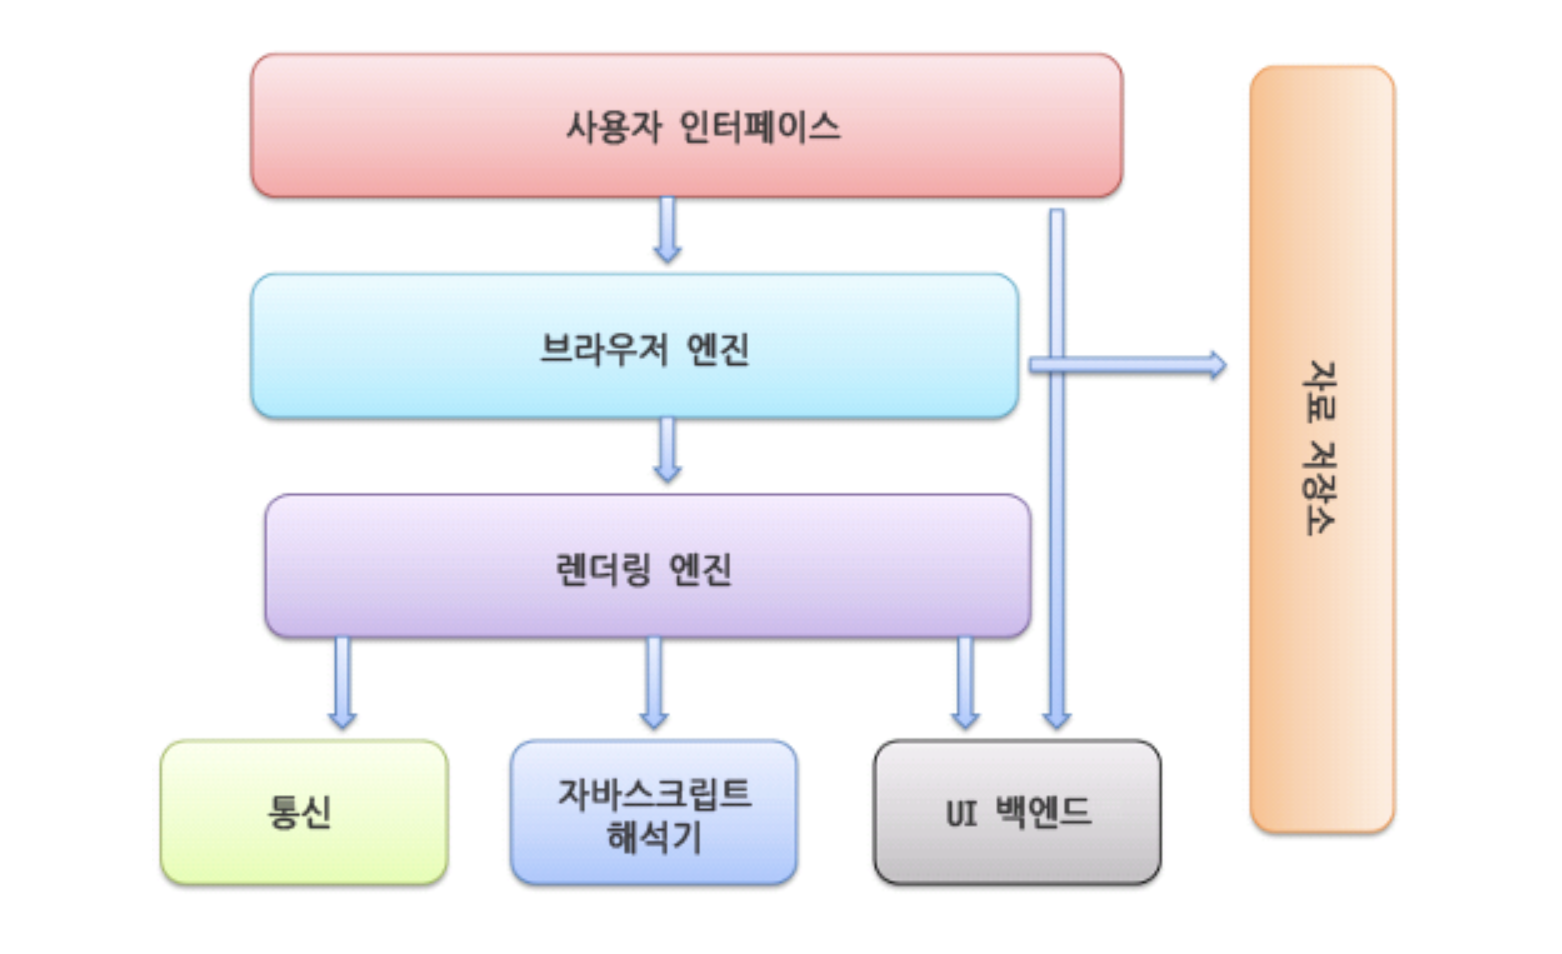 사용자 인터페이스
브라우저 엔진
자료 저장소
렌더링 엔진
통신
자바스크립트
해석기
UI 백엔드